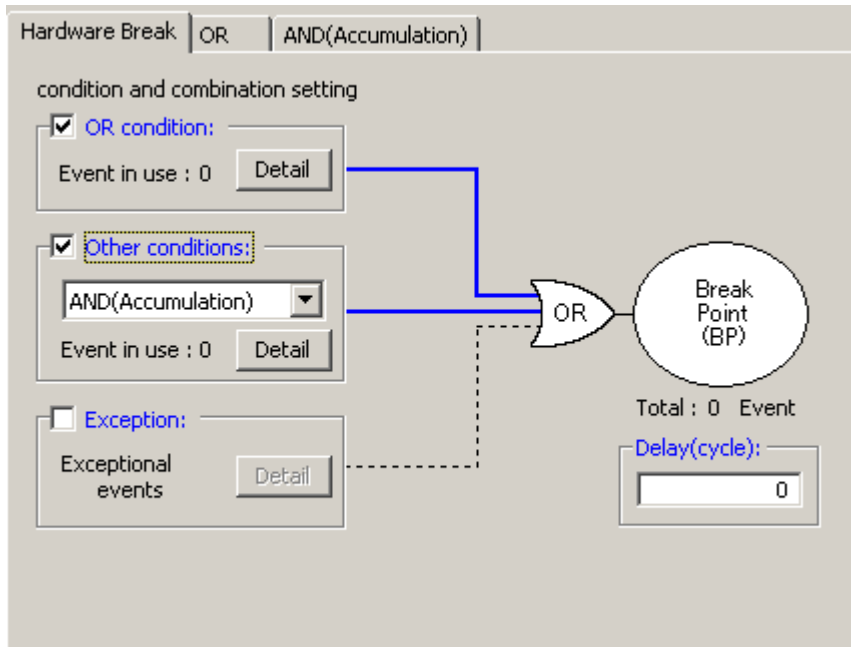 Hardware Break
OR
AND(Accumulation)
condition and combination setting
OR condition:
Event in use : 0
Detail
Other conditions:
AND(Accumulation)
Event in use : 0
Detail
Exception:
Exceptional
events
Detail
OR
Break
Point
(BP)
Total : 0 Event
Delay(cycle):
0